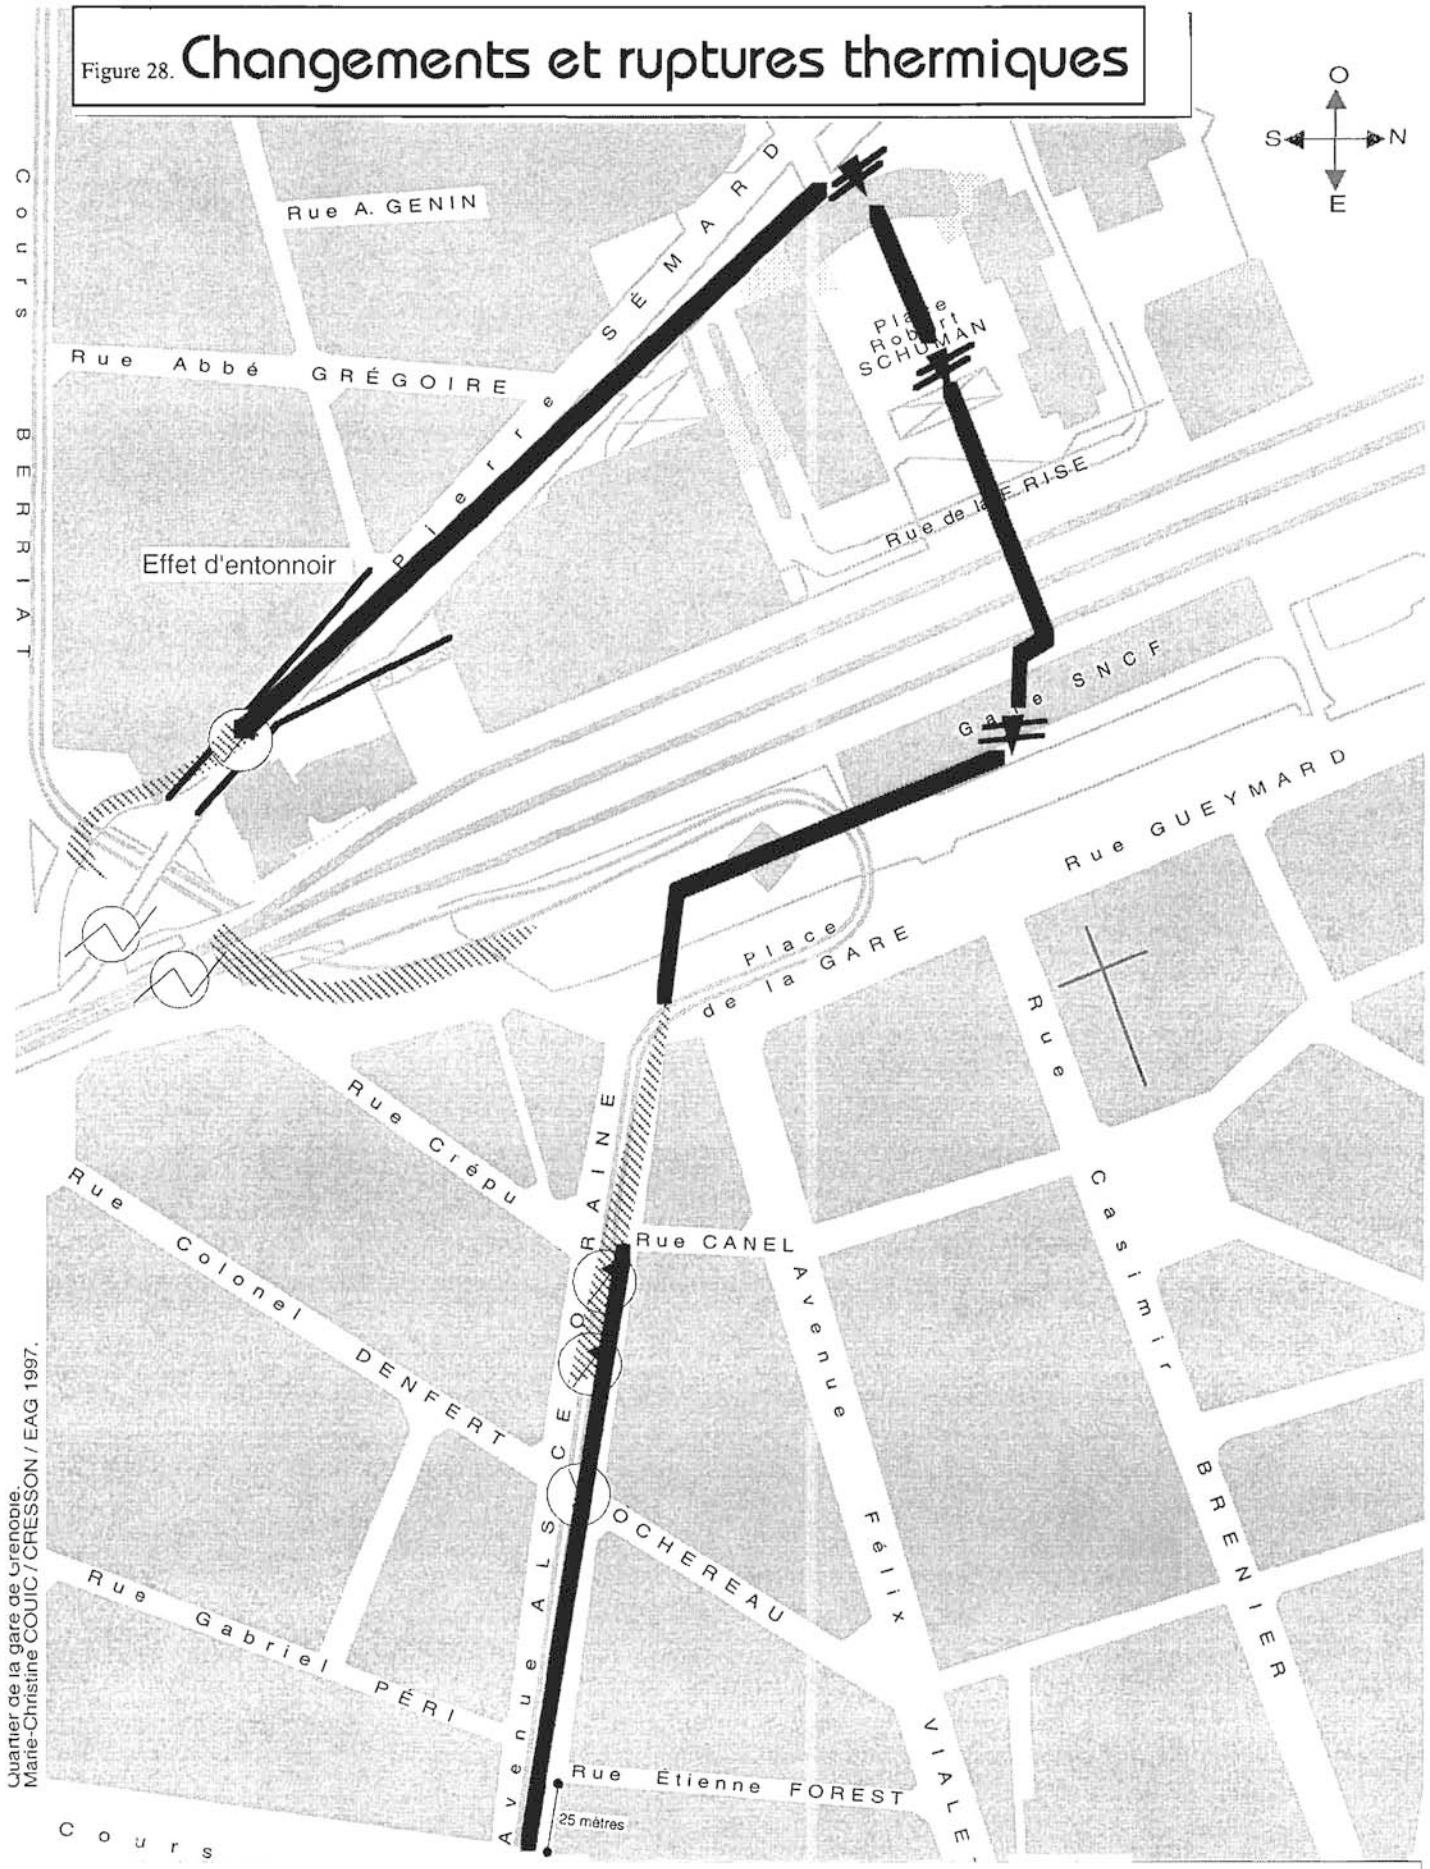 Figure 28. Changements et ruptures thermiques
O
S N
E
Cours BERRIAT
Rue A. GENIN
Pierre SÉMARD
Rue Abbé GRÉGOIRE
Place
Robert
SCHUMAN
Rue de la FRISE
Effet d'entonnoir
Gare SNCF
Rue GUEYMARD
Place
de la GARE
Rue Casimir BRENIER
Rue Crépu
Rue CANEL
Rue Colonel DENFERT
OCHEREAU
Avenue ALSACE LORRAINE
Avenue Félix VIALE
Rue Gabriel PÉRI
Rue Étienne FOREST
25 mètres
Cours
Quartier de la gare de Grenoble.
Marie-Christine COUIC / CRESSON / EAG 1997.